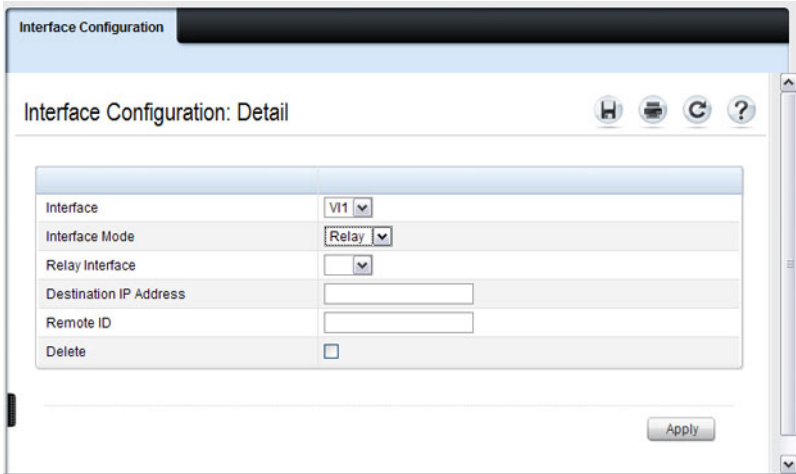 Interface Configuration
Interface Configuration: Detail
Interface VI1
Interface Mode Relay
Relay Interface
Destination IP Address
Remote ID
Delete
Apply